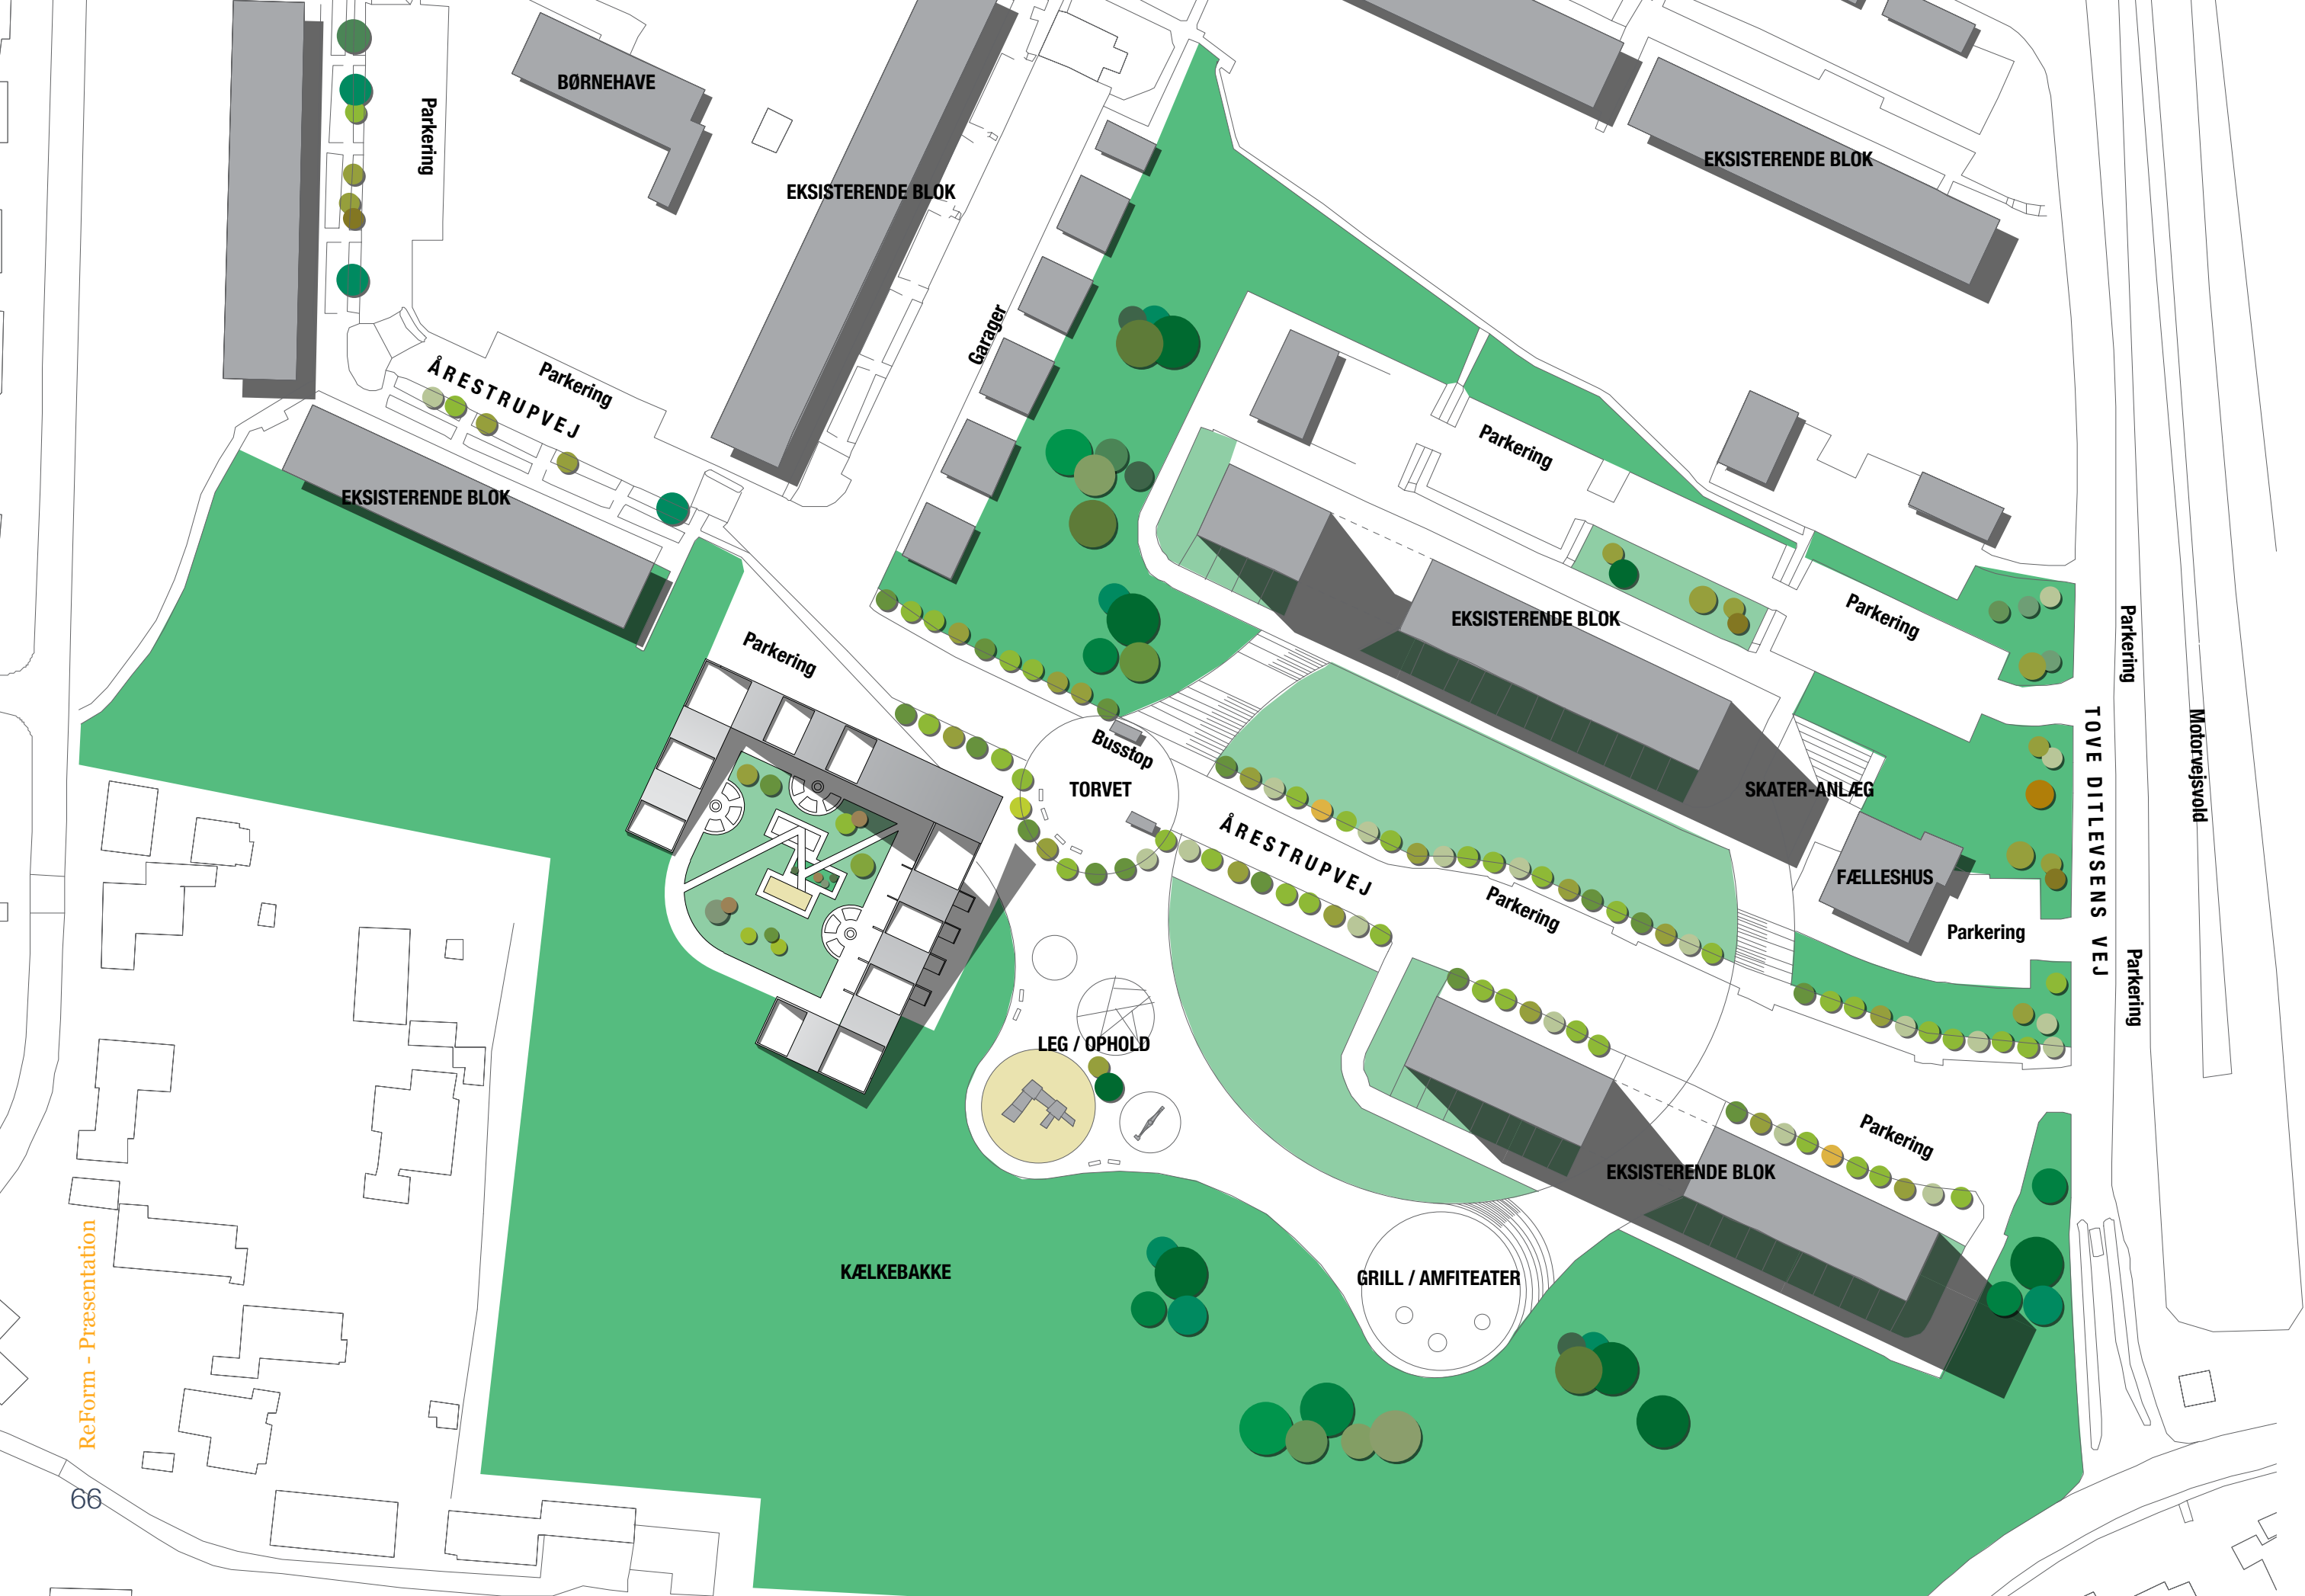 BØRNEHAVE
Parkering
EKSISTERENDE BLOK
EKSISTERENDE BLOK
Garager
ÅRESTRUPVEJ
Parkering
EKSISTERENDE BLOK
Parkering
EKSISTERENDE BLOK
Parkering
Parkering
Parkering
Busstop
TORVET
SKATER-ANLÆG
TOVE DITLEVSENS VEJ
Motorvejsvold
ÅRESTRUPVEJ
Parkering
FÆLLESHUS
Parkering
Parkering
LEG / OPHOLD
Parkering
EKSISTERENDE BLOK
KÆLKEBAKKE
GRILL / AMFITEATER
ReForm - Præsentation
66